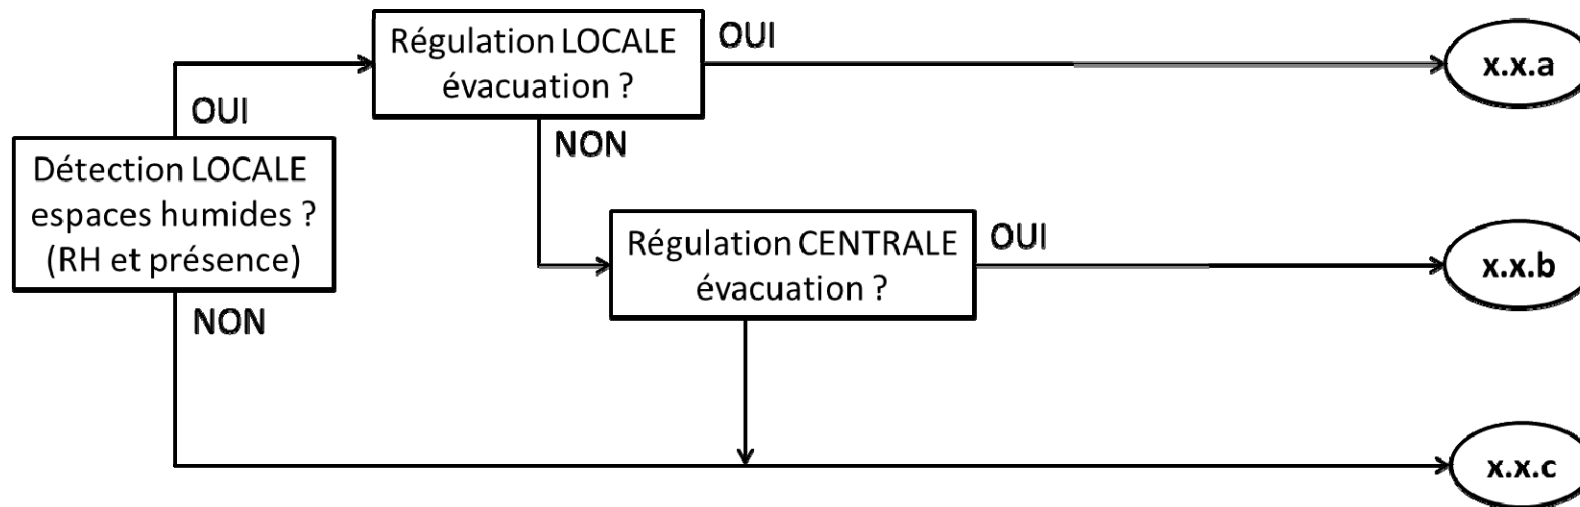 Régulation LOCALE
évacuation ?
OUI
x.x.a
OUI
NON
Détection LOCALE
espaces humides ?
(RH et présence)
Régulation CENTRALE
évacuation ?
OUI
x.x.b
NON
x.x.c